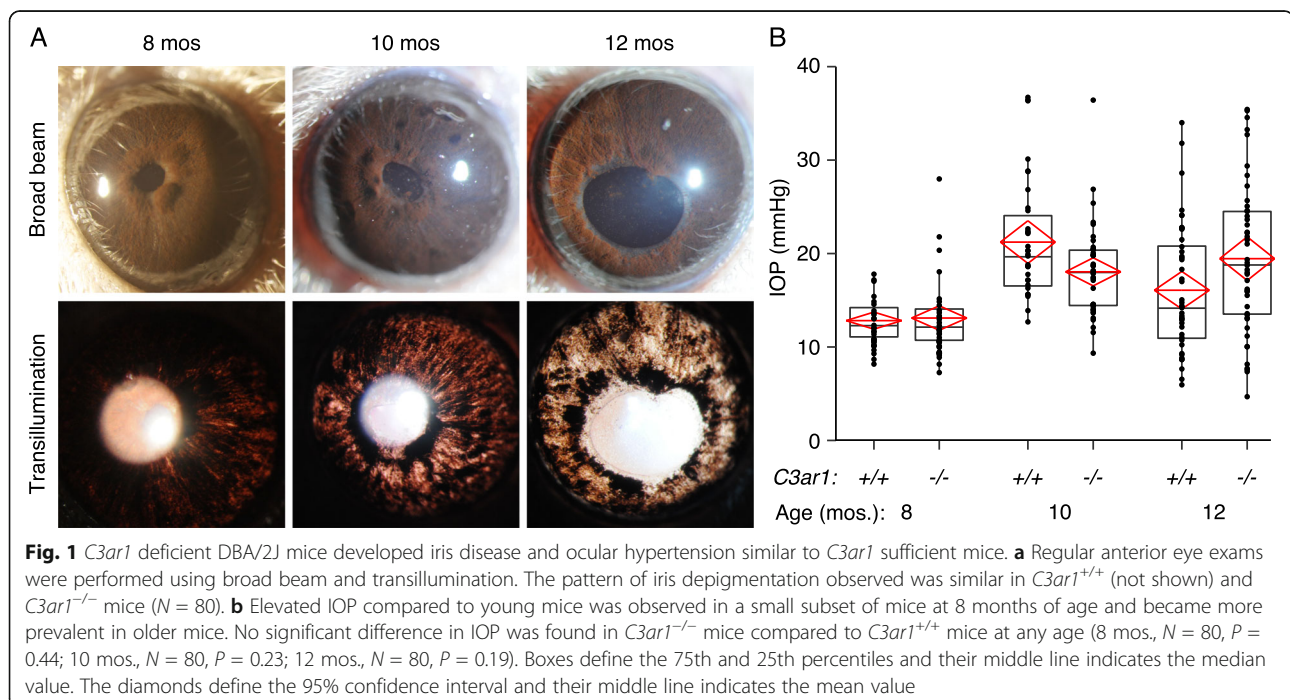 A
8 mos
10 mos
12 mos
Broad beam
Transillumination
B
IOP (mmHg)
40
30
20
10
0
C3ar1: +/+ -/- +/+ -/- +/+ -/-
Age (mos.): 8 10 12
Fig. 1 C3ar1 deficient DBA/2J mice developed iris disease and ocular hypertension similar to C3ar1 sufficient mice. a Regular anterior eye exams
were performed using broad beam and transillumination. The pattern of iris depigmentation observed was similar in C3ar1+/+ (not shown) and
C3ar1−/− mice (N = 80). b Elevated IOP compared to young mice was observed in a small subset of mice at 8 months of age and became more
prevalent in older mice. No significant difference in IOP was found in C3ar1−/− mice compared to C3ar1+/+ mice at any age (8 mos., N = 80, P =
0.44; 10 mos., N = 80, P = 0.23; 12 mos., N = 80, P = 0.19). Boxes define the 75th and 25th percentiles and their middle line indicates the median
value. The diamonds define the 95% confidence interval and their middle line indicates the mean value